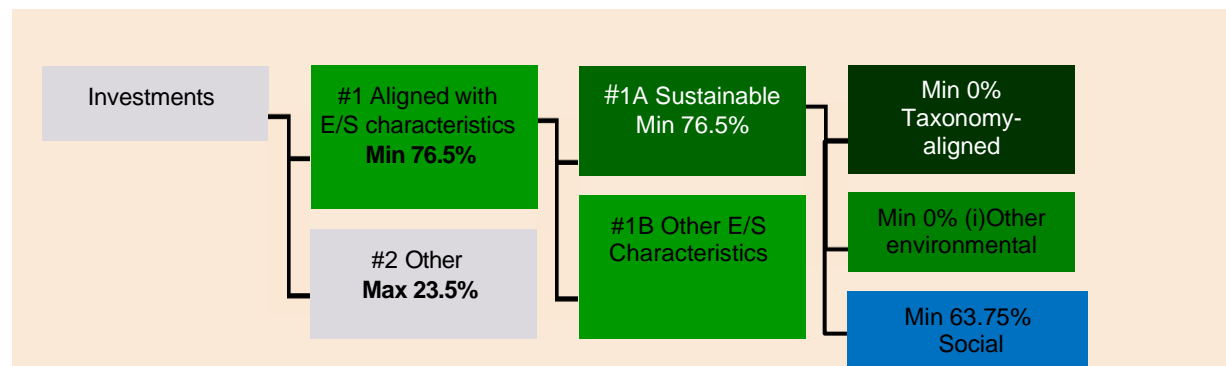 Investments
#1 Aligned with
E/S characteristics
Min 76.5%
#2 Other
Max 23.5%
#1A Sustainable
Min 76.5%
#1B Other E/S
Characteristics
Min 0%
Taxonomy-
aligned
Min 0% (i)Other
environmental
Min 63.75%
Social